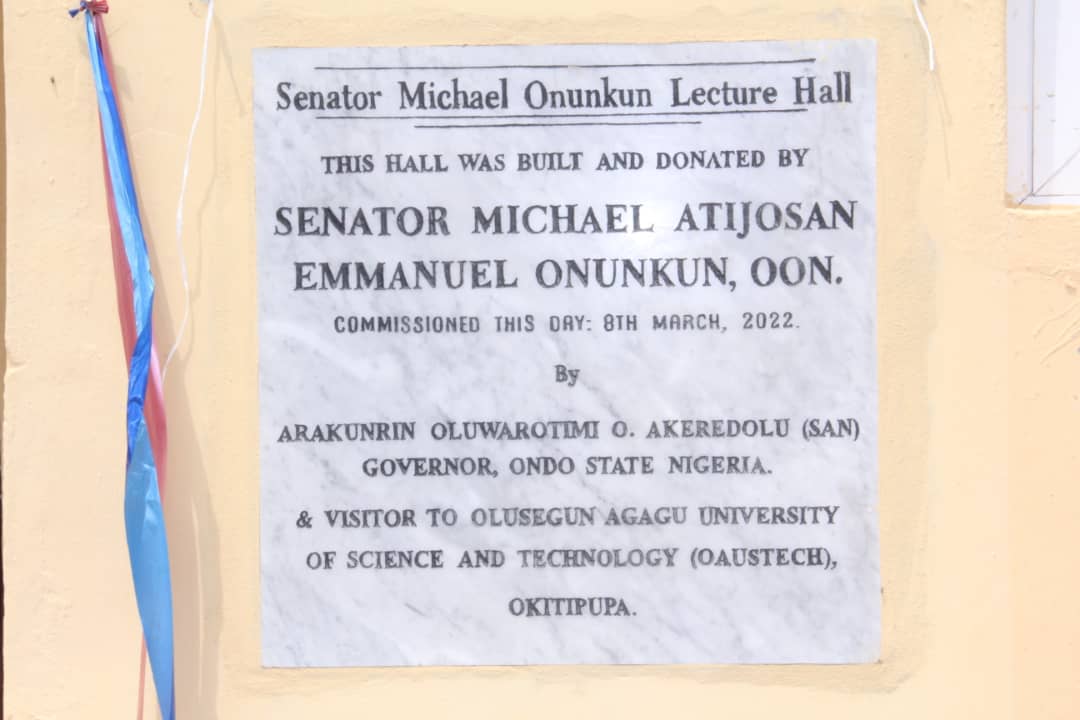 Senator Michael Onunkun Lecture Hall
THIS HALL WAS BUILT AND DONATED BY
SENATOR MICHAEL ATIJOSAN
EMMANUEL ONUNKUN, OON.
COMMISSIONED THIS DAY: 8TH MARCH, 2022.
By
ARAKUNRIN OLUWAROTIMI O. AKEREDOLU (SAN)
GOVERNOR, ONDO STATE NIGERIA.
& VISITOR TO OLUSEGUN AGAGU UNIVERSITY
OF SCIENCE AND TECHNOLOGY (OAUSTECH),
OKITIPUPA.